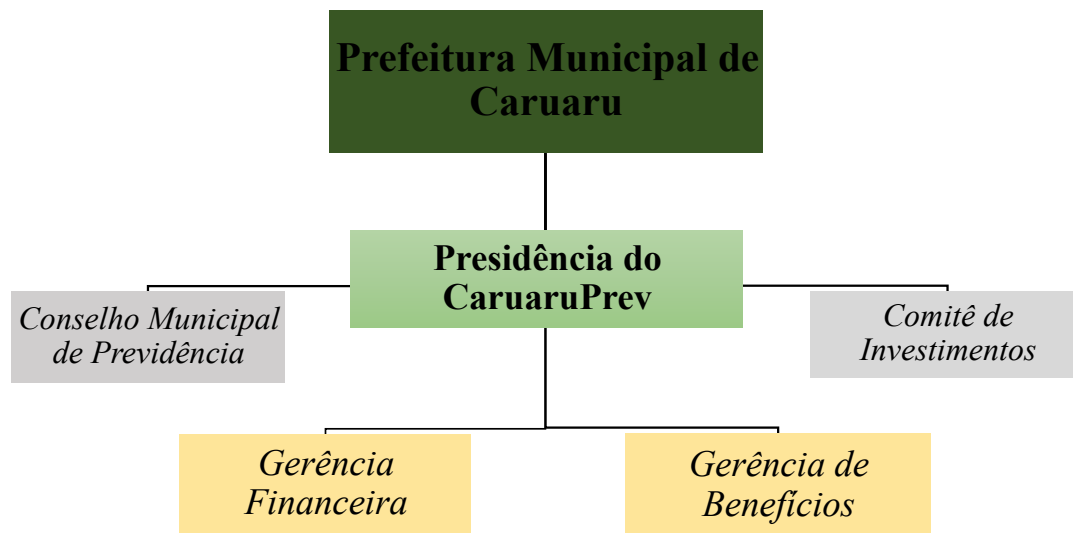 Prefeitura Municipal de
Caruaru
Presidência do
CaruaruPrev
Conselho Municipal
de Previdência
Comitê de
Investimentos
Gerência
Financeira
Gerência de
Benefícios